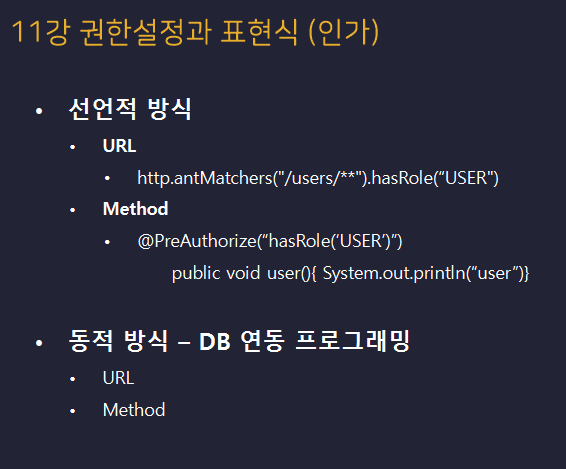 11강 권한설정과 표현식 (인가)
• 선언적 방식
• URL
• http.antMatchers("/users/**").hasRole(“USER")
• Method
• @PreAuthorize(“hasRole(‘USER’)”)
public void user(){ System.out.println(“user”)}
• 동적 방식 – DB 연동 프로그래밍
• URL
• Method